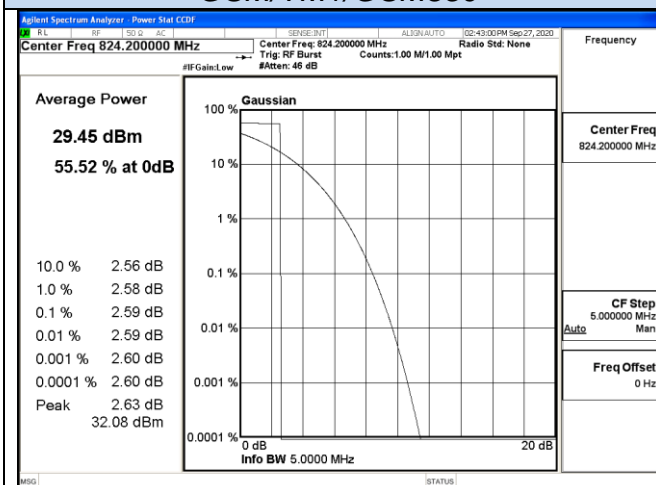 Agilent Spectrum Analyzer - Power Stat CCDF
RL RF 50 Ω AC SENSE:INT ALIGN AUTO 02:43:00 PM Sep 27, 2020
Center Freq 824.200000 MHz
Center Freq: 824.200000 MHz Radio Std: None
Trig: RF Burst Counts:1.00 M/1.00 Mpt
#IFGain:Low #Atten: 46 dB
Frequency
Average Power
29.45 dBm
55.52 % at 0dB
10.0 % 2.56 dB
1.0 % 2.58 dB
0.1 % 2.59 dB
0.01 % 2.59 dB
0.001 % 2.60 dB
0.0001 % 2.60 dB
Peak 2.63 dB
32.08 dBm
Gaussian
100 %
10 %
1 %
0.1 %
0.01 %
0.001 %
0.0001 %
0 dB 20 dB
Info BW 5.0000 MHz
Center Freq
824.200000 MHz
CF Step
5.000000 MHz
Auto Man
Freq Offset
0 Hz
MSG STATUS